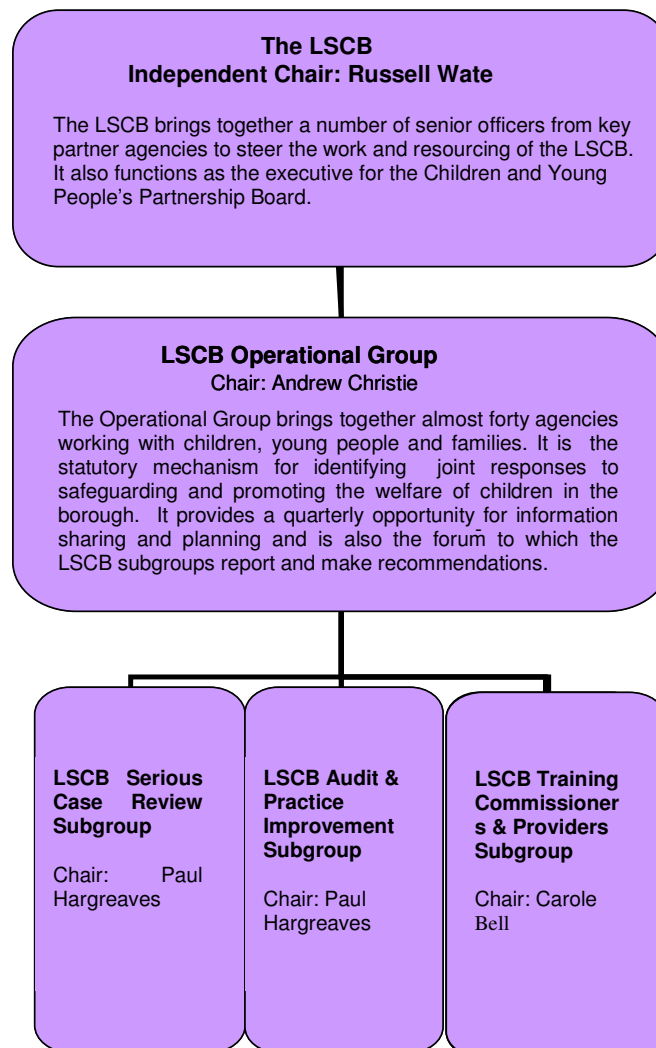 The LSCB
Independent Chair: Russell Wate
The LSCB brings together a number of senior officers from key
partner agencies to steer the work and resourcing of the LSCB.
It also functions as the executive for the Children and Young
People's Partnership Board.
LSCB Operational Group
Chair: Andrew Christie
The Operational Group brings together almost forty agencies
working with children, young people and families. It is the
statutory mechanism for identifying joint responses to
safeguarding and promoting the welfare of children in the
borough. It provides a quarterly opportunity for information
sharing and planning and is also the forum to which the
LSCB subgroups report and make recommendations.
LSCB Serious
Case Review
Subgroup
Chair: Paul
Hargreaves
LSCB Audit &
Practice
Improvement
Subgroup
Chair: Paul
Hargreaves
LSCB Training
Commissioner
s & Providers
Subgroup
Chair: Carole
Bell